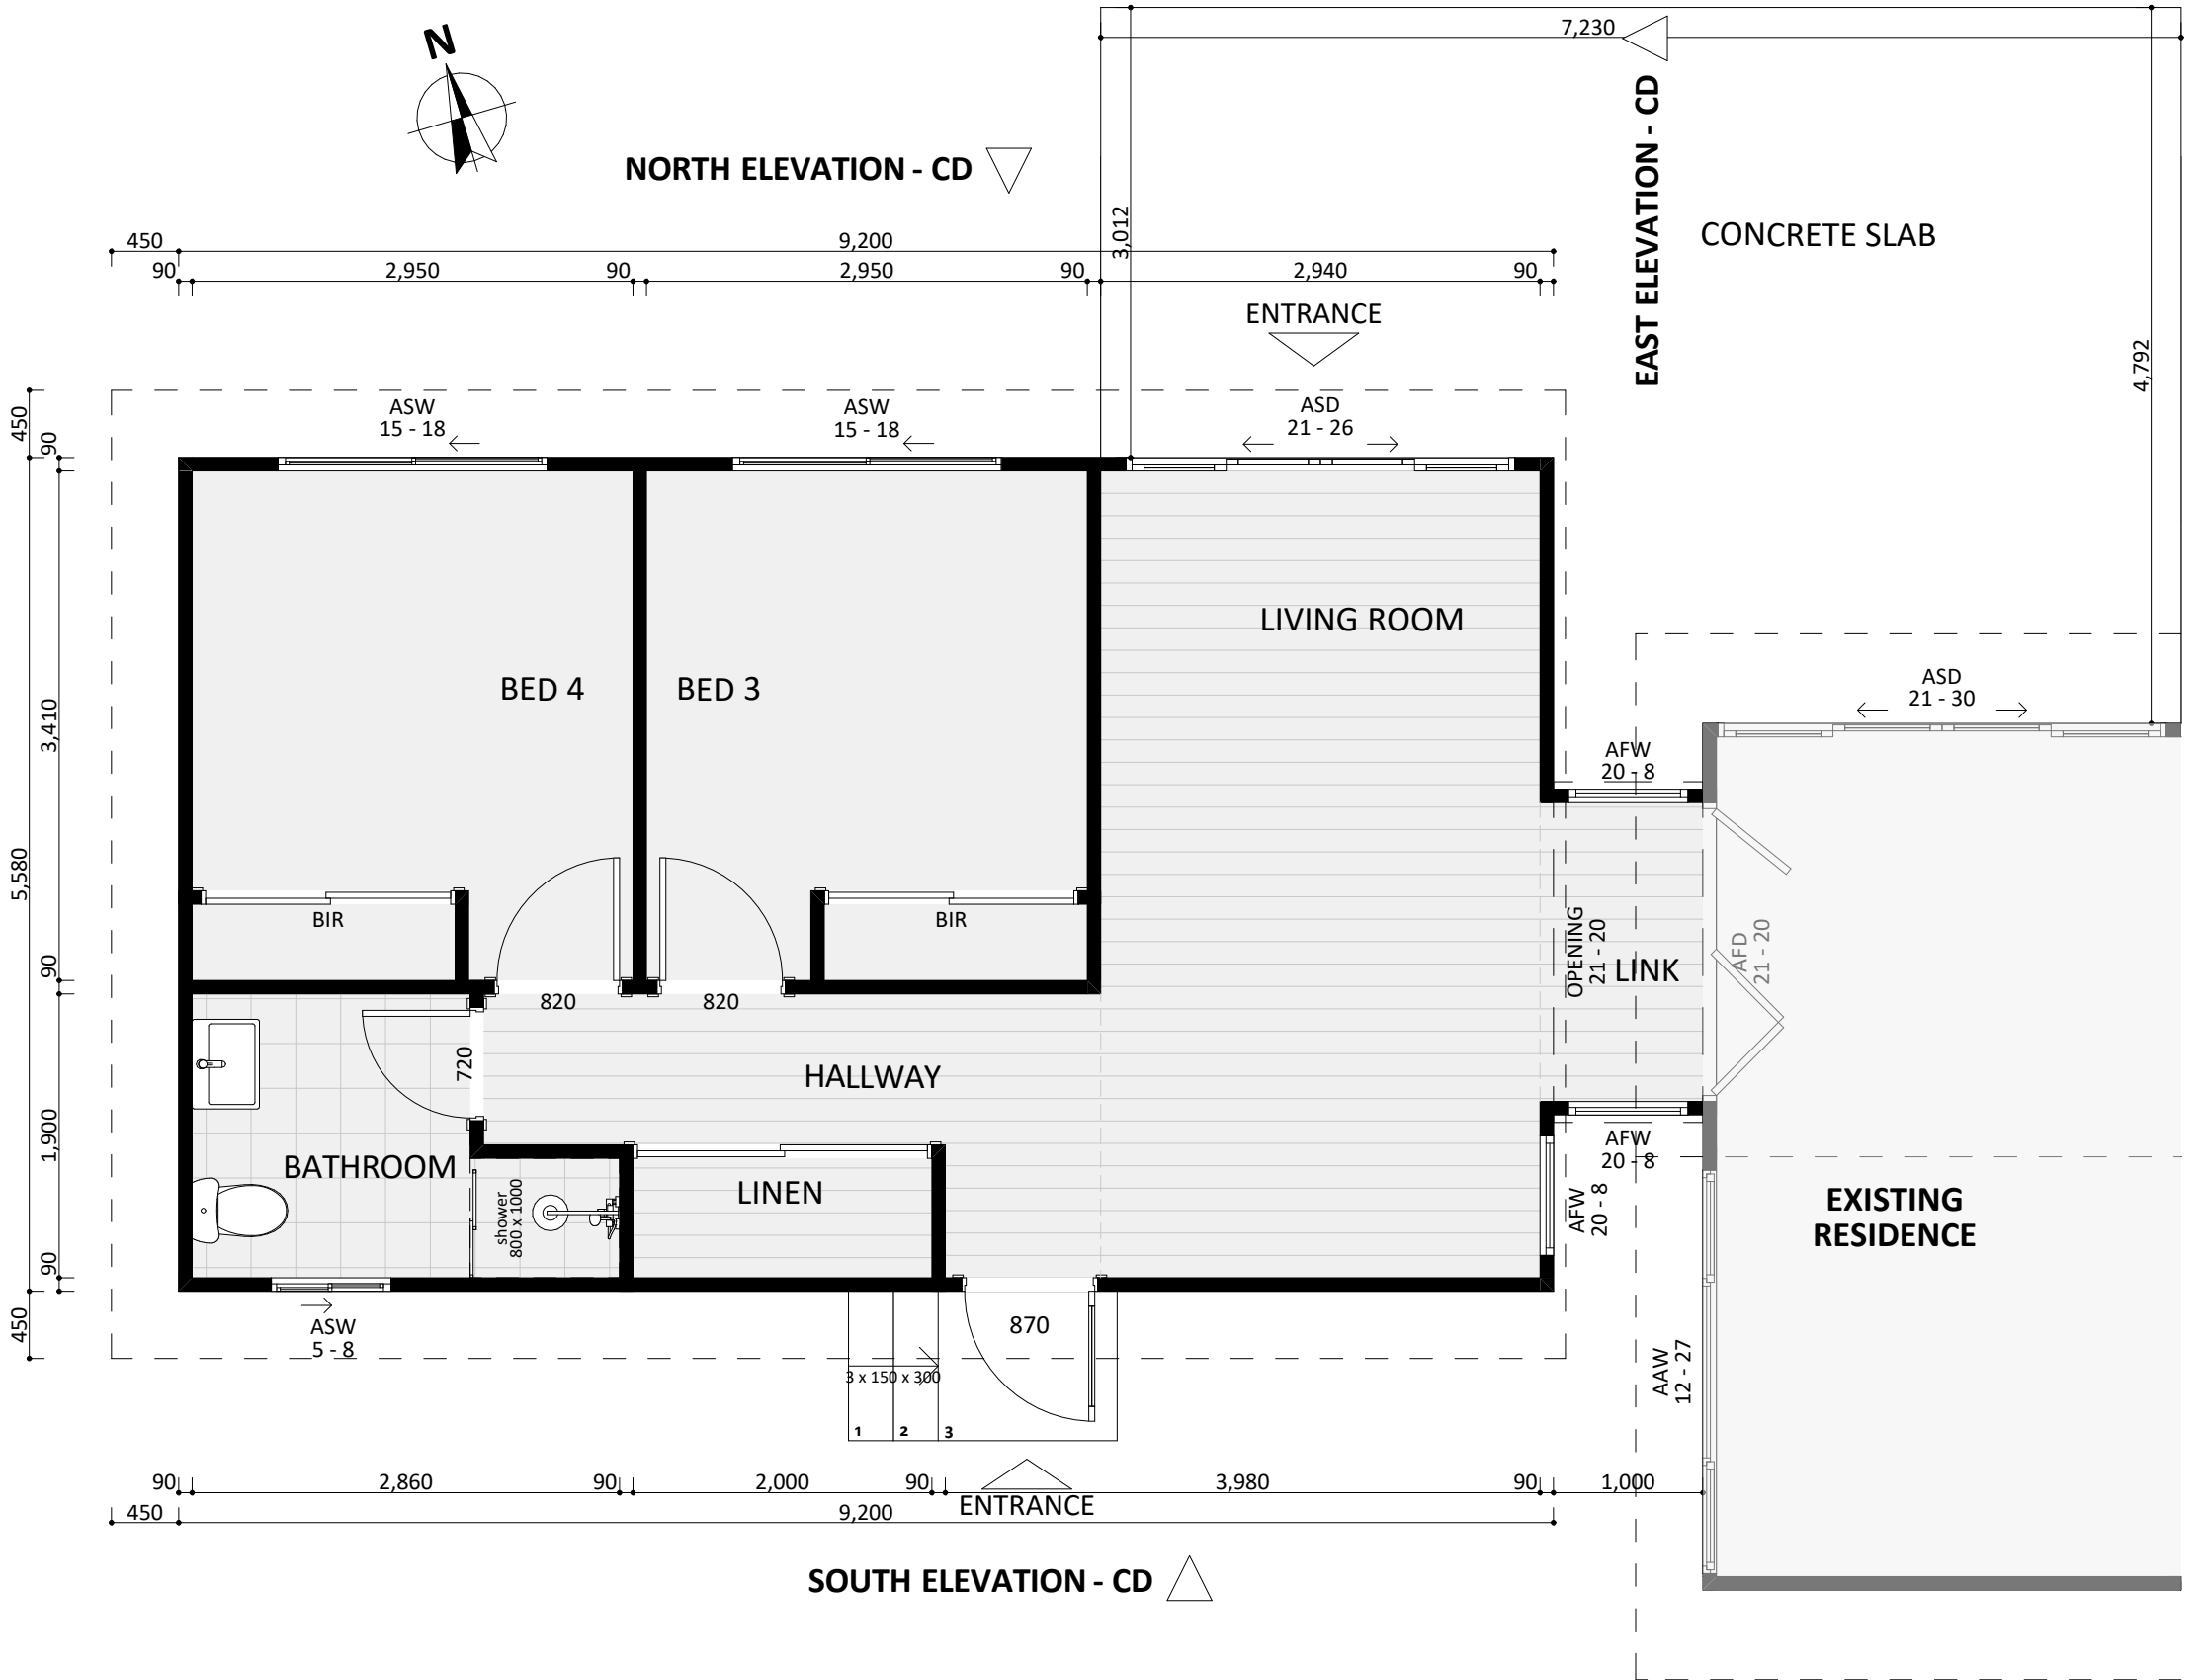 N
7,230
NORTH ELEVATION - CD
EAST ELEVATION - CD
CONCRETE SLAB
3,012
4,792
450
9,200
90
2,950
90
2,950
90
2,940
90
ENTRANCE
ASW
15 - 18
ASW
15 - 18
ASD
21 - 26
450
90
LIVING ROOM
BED 4
BED 3
ASD
21 - 30
3,410
AFW
20 - 8
5,580
BIR
BIR
OPENING
21 - 20
LINK
AFD
21 - 20
90
820
820
720
HALLWAY
1,900
BATHROOM
LINEN
shower
800 x 1000
AFW
20 - 8
AFW
20 - 8
EXISTING
RESIDENCE
90
450
ASW
5 - 8
870
3 x 150 x 300
1
2
3
AAW
12 - 27
90
2,860
90
2,000
90
3,980
90
1,000
ENTRANCE
450
9,200
SOUTH ELEVATION - CD